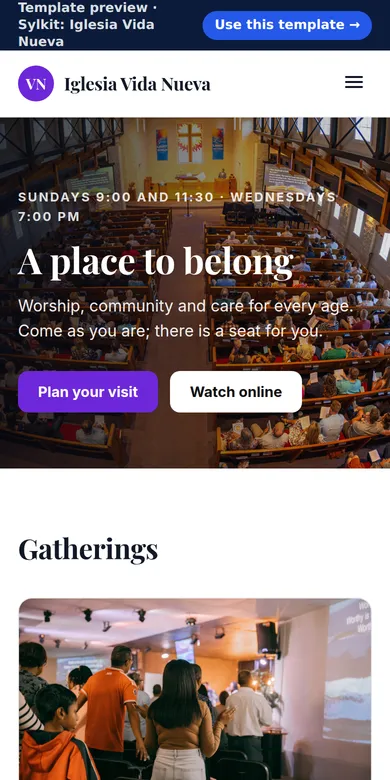 Template preview ·
Sylkit: Iglesia Vida
Nueva
Use this template →
VN
Iglesia Vida Nueva
SUNDAYS 9:00 AND 11:30 · WEDNESDAYS
7:00 PM
A place to belong
Worship, community and care for every age.
Come as you are; there is a seat for you.
Plan your visit
Watch online
Gatherings